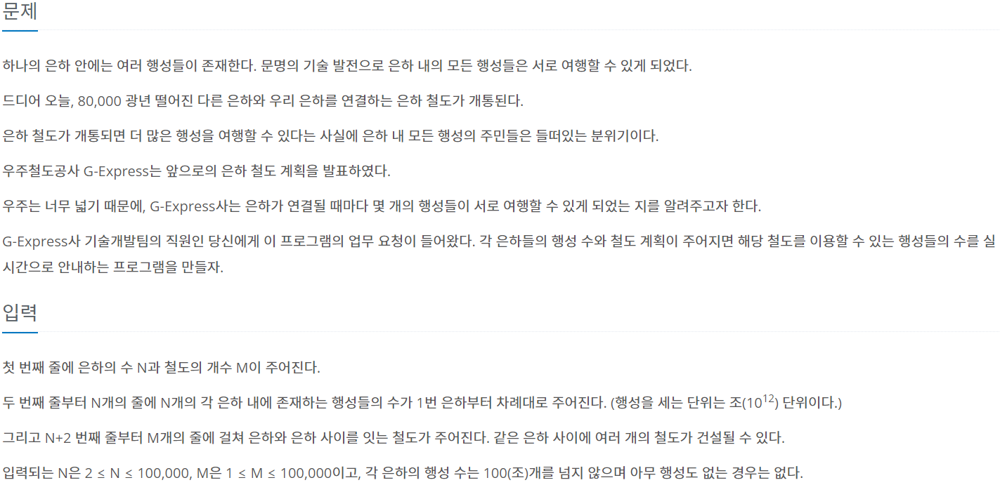 문제
하나의 은하 안에는 여러 행성들이 존재한다. 문명의 기술 발전으로 은하 내의 모든 행성들은 서로 여행할 수 있게 되었다.
드디어 오늘, 80,000 광년 떨어진 다른 은하와 우리 은하를 연결하는 은하 철도가 개통된다.
은하 철도가 개통되면 더 많은 행성을 여행할 수 있다는 사실에 은하 내 모든 행성의 주민들은 들떠있는 분위기이다.
우주철도공사 G-Express는 앞으로의 은하 철도 계획을 발표하였다.
우주는 너무 넓기 때문에, G-Express사는 은하가 연결될 때마다 몇 개의 행성들이 서로 여행할 수 있게 되었는 지를 알려주고자 한다.
G-Express사 기술개발팀의 직원인 당신에게 이 프로그램의 업무 요청이 들어왔다. 각 은하들의 행성 수와 철도 계획이 주어지면 해당 철도를 이용할 수 있는 행성들의 수를 실
시간으로 안내하는 프로그램을 만들자.
입력
첫 번째 줄에 은하의 수 N과 철도의 개수 M이 주어진다.
두 번째 줄부터 N개의 줄에 N개의 각 은하 내에 존재하는 행성들의 수가 1번 은하부터 차례대로 주어진다. (행성을 세는 단위는 조(10¹²) 단위이다.)
그리고 N+2 번째 줄부터 M개의 줄에 걸쳐 은하와 은하 사이를 잇는 철도가 주어진다. 같은 은하 사이에 여러 개의 철도가 건설될 수 있다.
입력되는 N은 2 ≤ N ≤ 100,000, M은 1 ≤ M ≤ 100,000이고, 각 은하의 행성 수는 100(조)개를 넘지 않으며 아무 행성도 없는 경우는 없다.